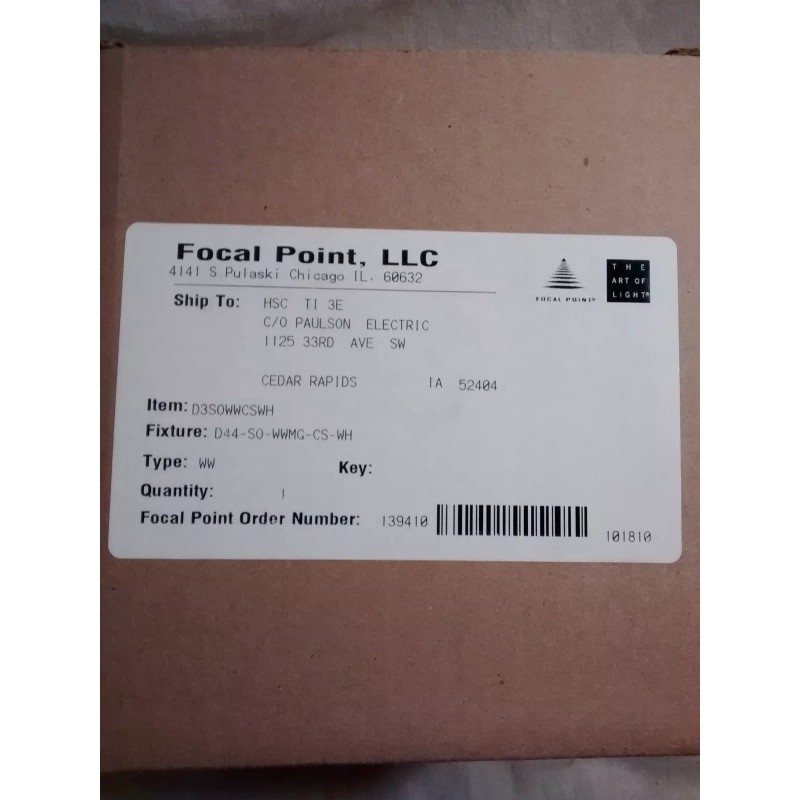 Focal Point, LLC
4141 S.Pulaski Chicago IL. 60632
FOCAL POINT®
THE
ART OF
LIGHT®
Ship To: HSC TI 3E
C/O PAULSON ELECTRIC
1125 33RD AVE SW
CEDAR RAPIDS IA 52404
Item: D3SOWWCSWH
Fixture: D44-SO-WWMG-CS-WH
Type: WW Key:
Quantity: 1
Focal Point Order Number: 139410 101810